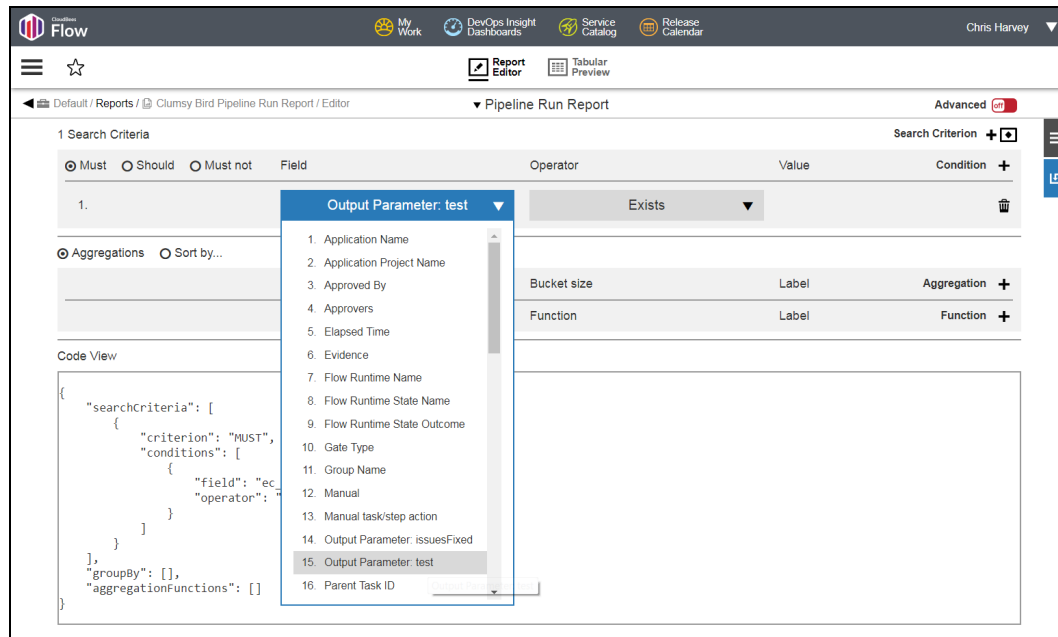 CloudBees
Flow
My Work
DevOps Insight Dashboards
Service Catalog
Release Calendar
Chris Harvey
Report Editor
Tabular Preview
Default / Reports / Clumsy Bird Pipeline Run Report / Editor
Pipeline Run Report
Advanced off
1 Search Criteria
Search Criterion
Must Should Must not Field Operator Value Condition
1. Output Parameter: test Exists
1. Application Name
2. Application Project Name
3. Approved By
4. Approvers
5. Elapsed Time
6. Evidence
7. Flow Runtime Name
8. Flow Runtime State Name
9. Flow Runtime State Outcome
10. Gate Type
11. Group Name
12. Manual
13. Manual task/step action
14. Output Parameter: issuesFixed
15. Output Parameter: test
16. Parent Task ID
Aggregations Sort by...
Bucket size Label Aggregation
Function Label Function
Code View
{
"searchCriteria": [
{
"criterion": "MUST",
"conditions": [
{
"field": "ec_
"operator": "
}
]
}
],
"groupBy": [],
"aggregationFunctions": []
}